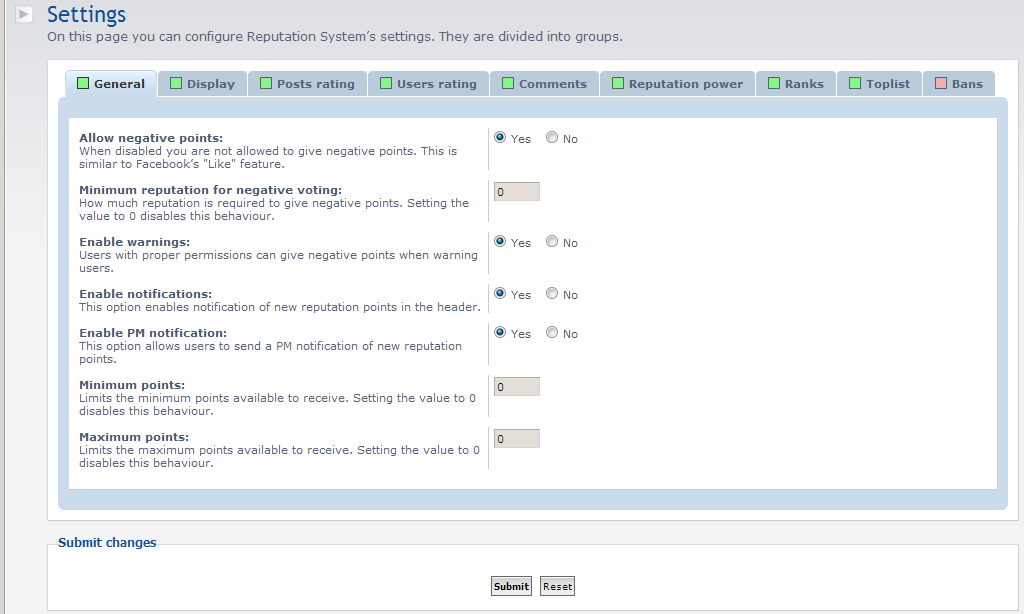 Settings
On this page you can configure Reputation System's settings. They are divided into groups.
General Display Posts rating Users rating Comments Reputation power Ranks Toplist Bans
Allow negative points:
Yes No
When disabled you are not allowed to give negative points. This is
similar to Facebook's "Like" feature.
Minimum reputation for negative voting:
0
How much reputation is required to give negative points. Setting the
value to 0 disables this behaviour.
Enable warnings:
Yes No
Users with proper permissions can give negative points when warning
users.
Enable notifications:
Yes No
This option enables notification of new reputation points in the header.
Enable PM notification:
Yes No
This option allows users to send a PM notification of new reputation
points.
Minimum points:
0
Limits the minimum points available to receive. Setting the value to 0
disables this behaviour.
Maximum points:
0
Limits the maximum points available to receive. Setting the value to 0
disables this behaviour.
Submit changes
Submit Reset